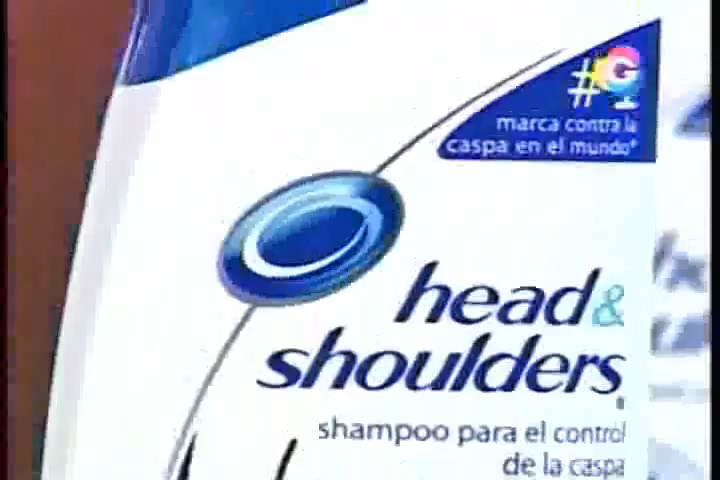 #1
marca contra la
caspa en el mundo*
head&
shoulders
shampoo para el control
de la caspa